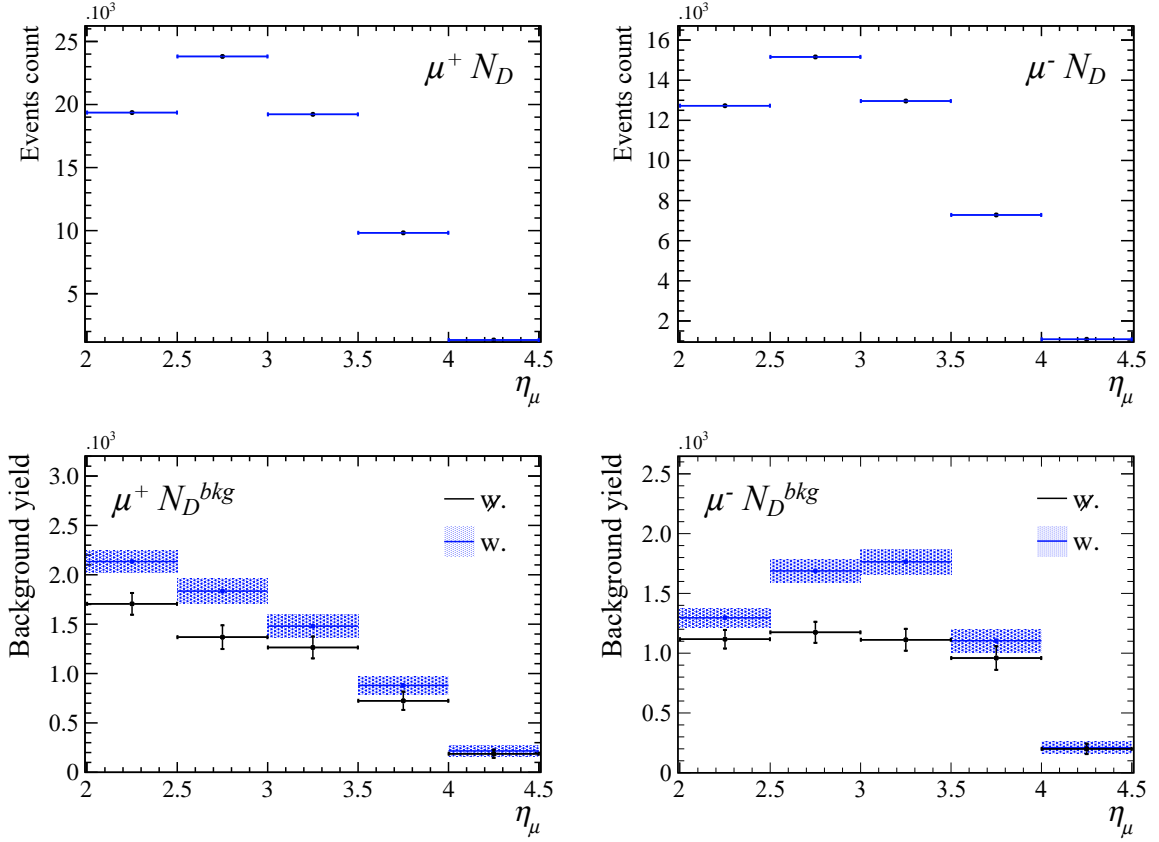 .10³
Events count
25
20
15
10
5
μ⁺ N_D
2 2.5 3 3.5 4 4.5
η_μ
.10³
Events count
16
14
12
10
8
6
4
2
μ⁻ N_D
2 2.5 3 3.5 4 4.5
η_μ
.10³
Background yield
3.0
2.5
2.0
1.5
1.0
0.5
0
μ⁺ N_D^bkg
w.
2 2.5 3 3.5 4 4.5
η_μ
.10³
Background yield
2.5
2.0
1.5
1.0
0.5
0
μ⁻ N_D^bkg
w.
2 2.5 3 3.5 4 4.5
η_μ